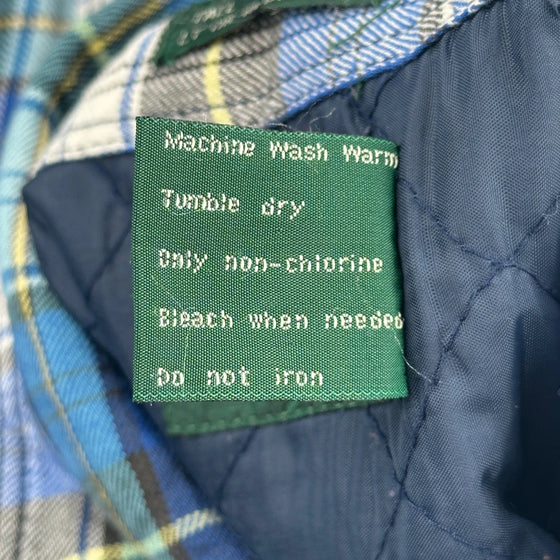 Machine Wash Warm
Tumble dry
Only non-chlorine
Bleach when needed
Do not iron